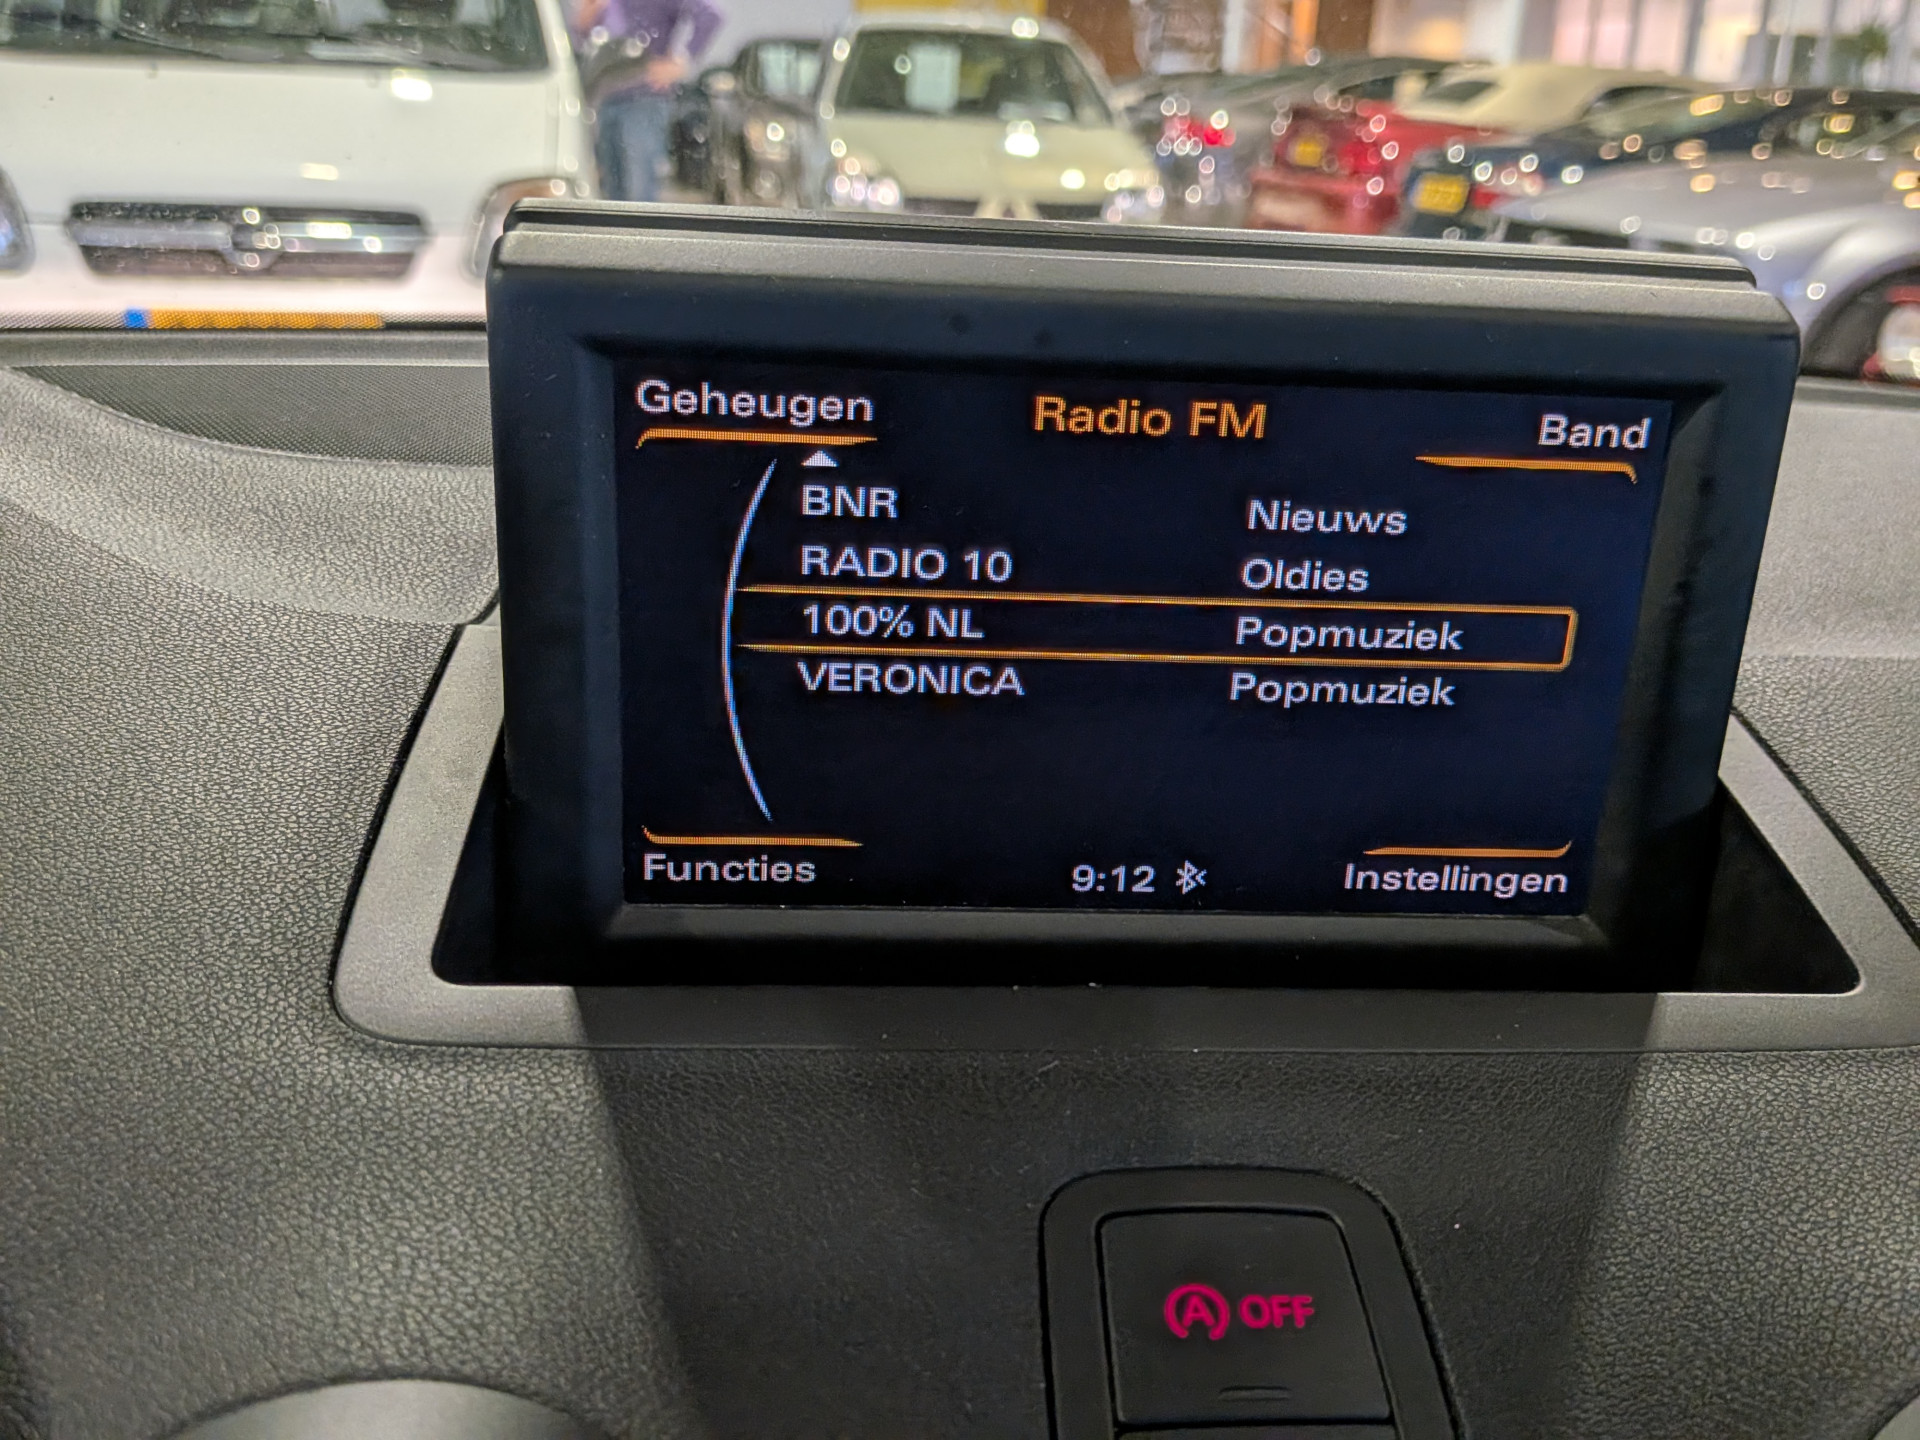 Geheugen Radio FM Band
BNR Nieuws
RADIO 10 Oldies
100% NL Popmuziek
VERONICA Popmuziek
Functies 9:12 Instellingen
A OFF